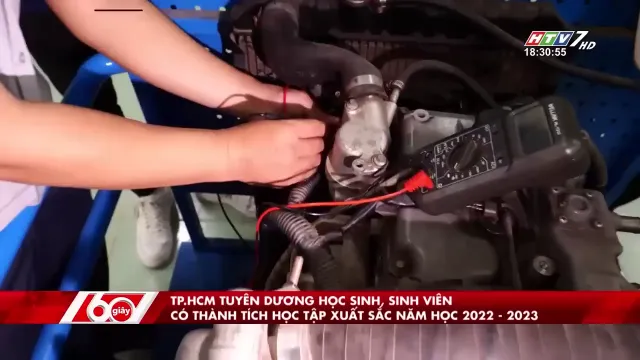 HTV7 HD
18:30:55
60 giây
TP.HCM TUYÊN DƯƠNG HỌC SINH, SINH VIÊN
CÓ THÀNH TÍCH HỌC TẬP XUẤT SẮC NĂM HỌC 2022 - 2023